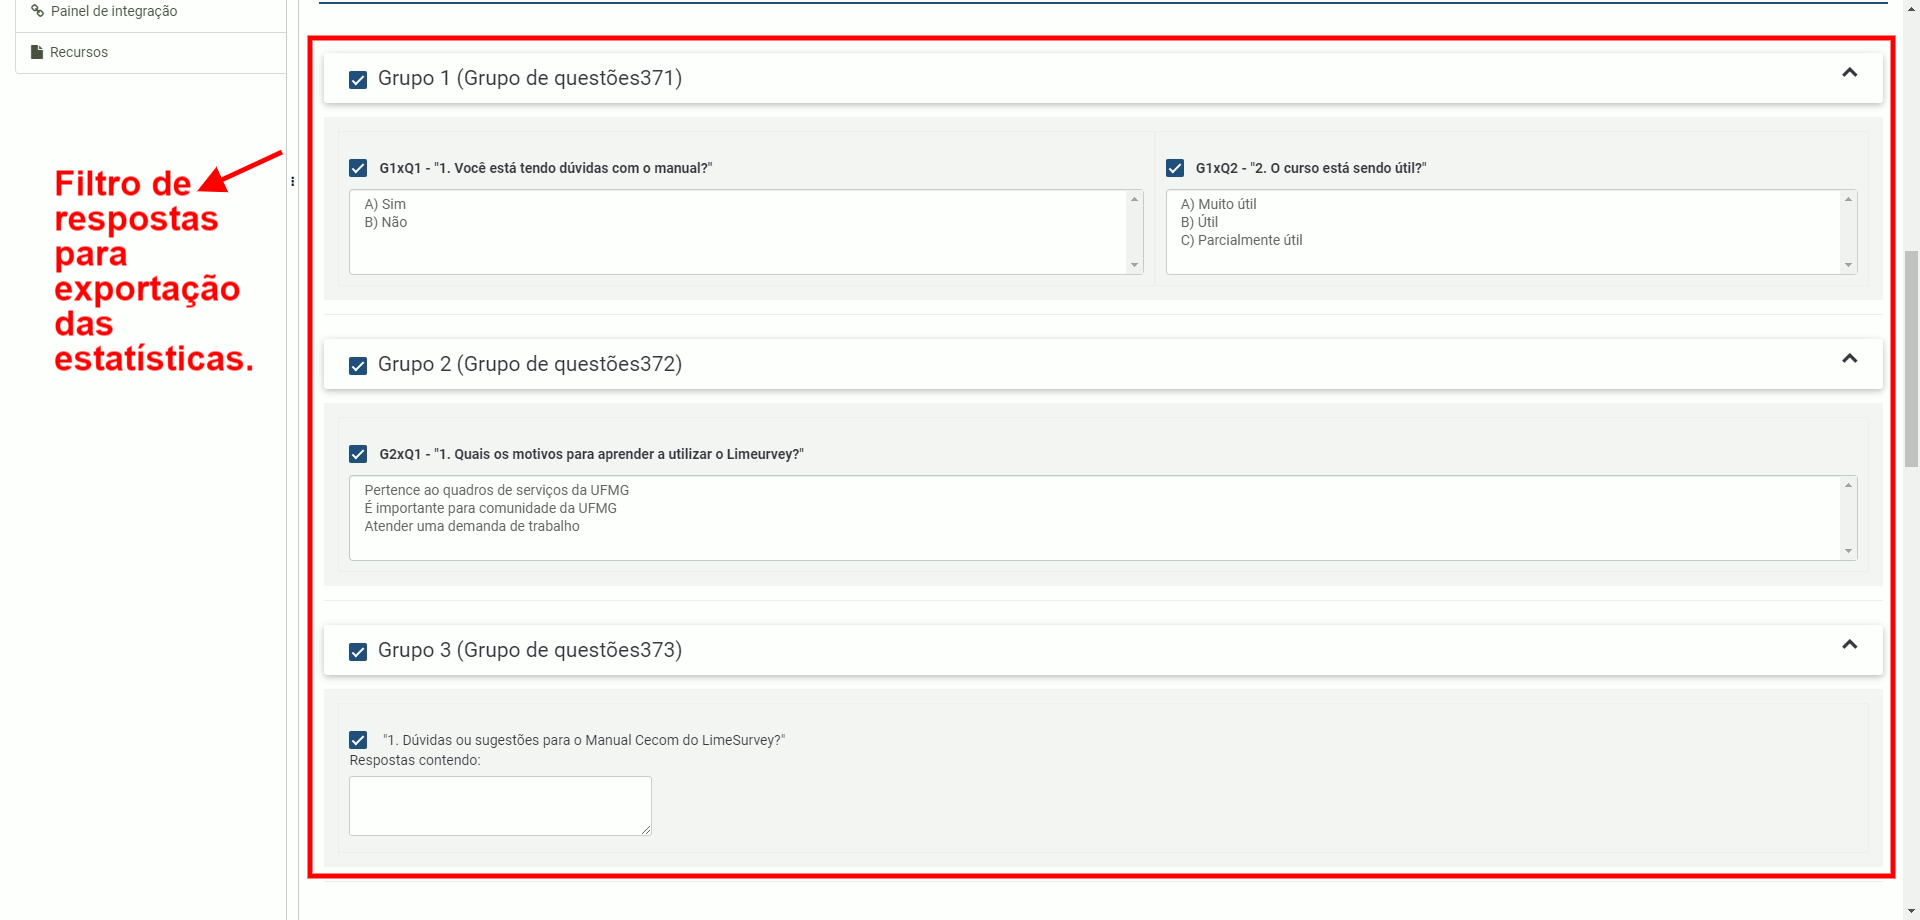 Painel de integração
Recursos
Filtro de
respostas
para
exportação
das
estatísticas.
Grupo 1 (Grupo de questões371)
G1xQ1 - "1. Você está tendo dúvidas com o manual?"
A) Sim
B) Não
G1xQ2 - "2. O curso está sendo útil?"
A) Muito útil
B) Útil
C) Parcialmente útil
Grupo 2 (Grupo de questões372)
G2xQ1 - "1. Quais os motivos para aprender a utilizar o Limeurvey?"
Pertence ao quadros de serviços da UFMG
É importante para comunidade da UFMG
Atender uma demanda de trabalho
Grupo 3 (Grupo de questões373)
"1. Dúvidas ou sugestões para o Manual Cecom do LimeSurvey?"
Respostas contendo: